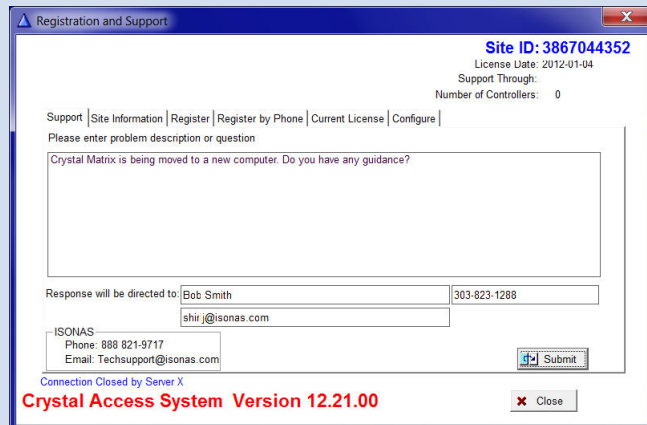 Registration and Support
Site ID: 3867044352
License Date: 2012-01-04
Support Through:
Number of Controllers: 0
Support Site Information Register Register by Phone Current License Configure
Please enter problem description or question
Crystal Matrix is being moved to a new computer. Do you have any guidance?
Response will be directed to: Bob Smith 303-823-1288
shirj@isonas.com
ISONAS
Phone: 888 821-9717
Email: Techsupport@isonas.com
Submit
Connection Closed by Server X
Crystal Access System Version 12.21.00
Close